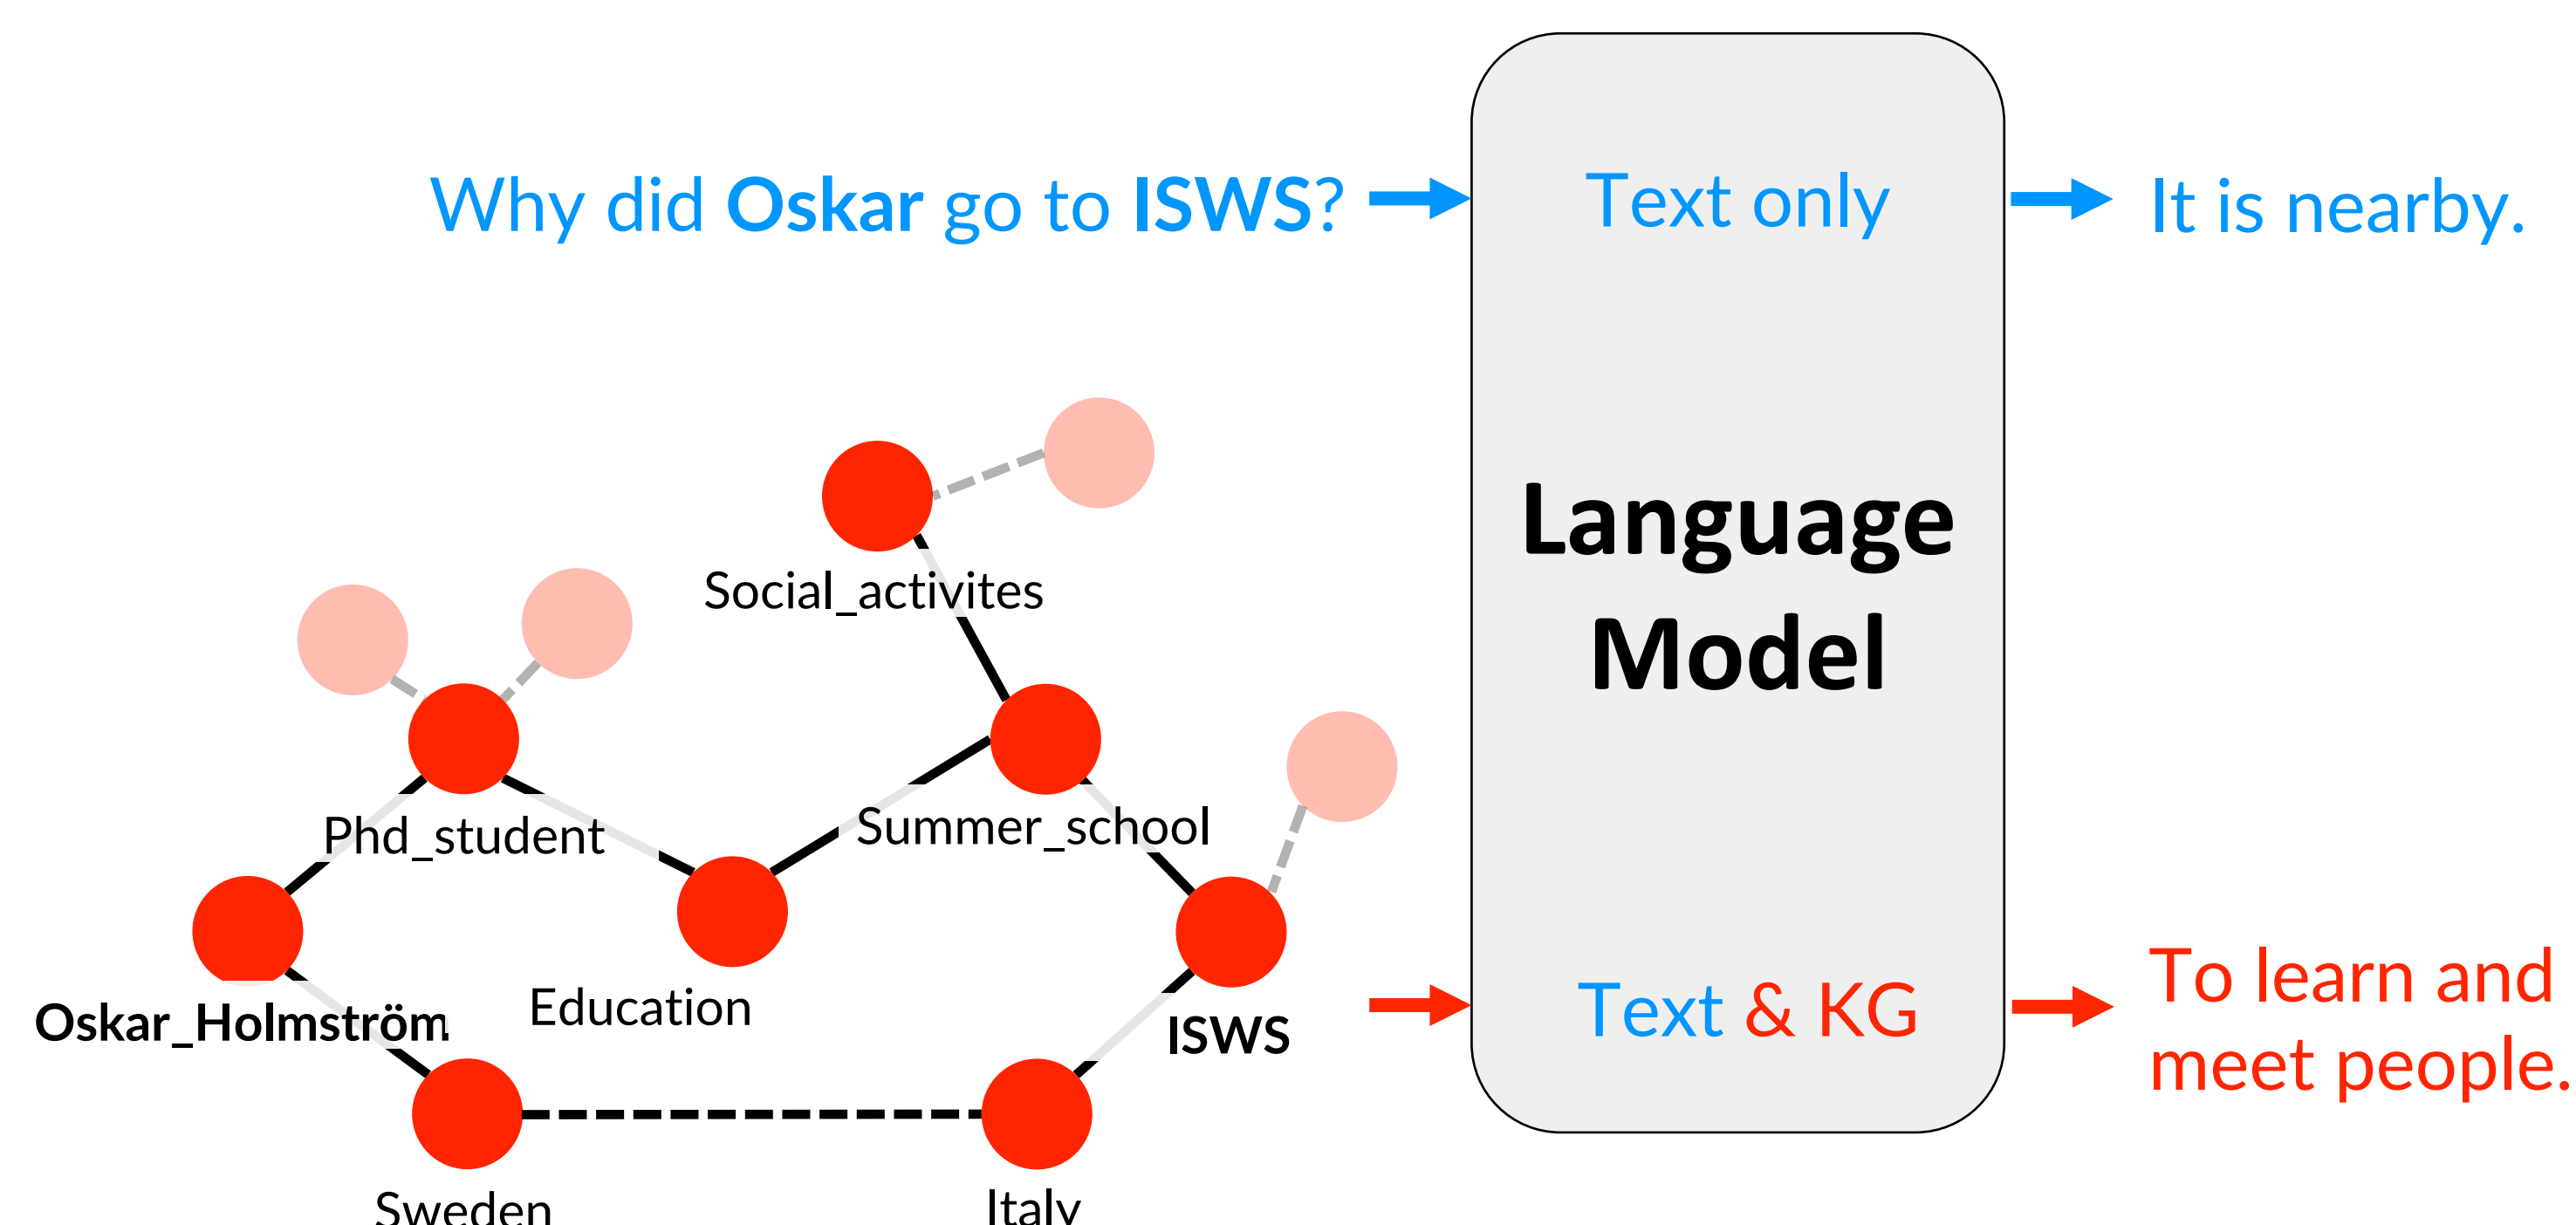 Why did Oskar go to ISWS?
Text only
It is nearby.
Social_activites
Language
Model
Phd_student
Summer_school
Oskar_Holmström
Education
ISWS
Text & KG
To learn and
meet people.
Sweden
Italy